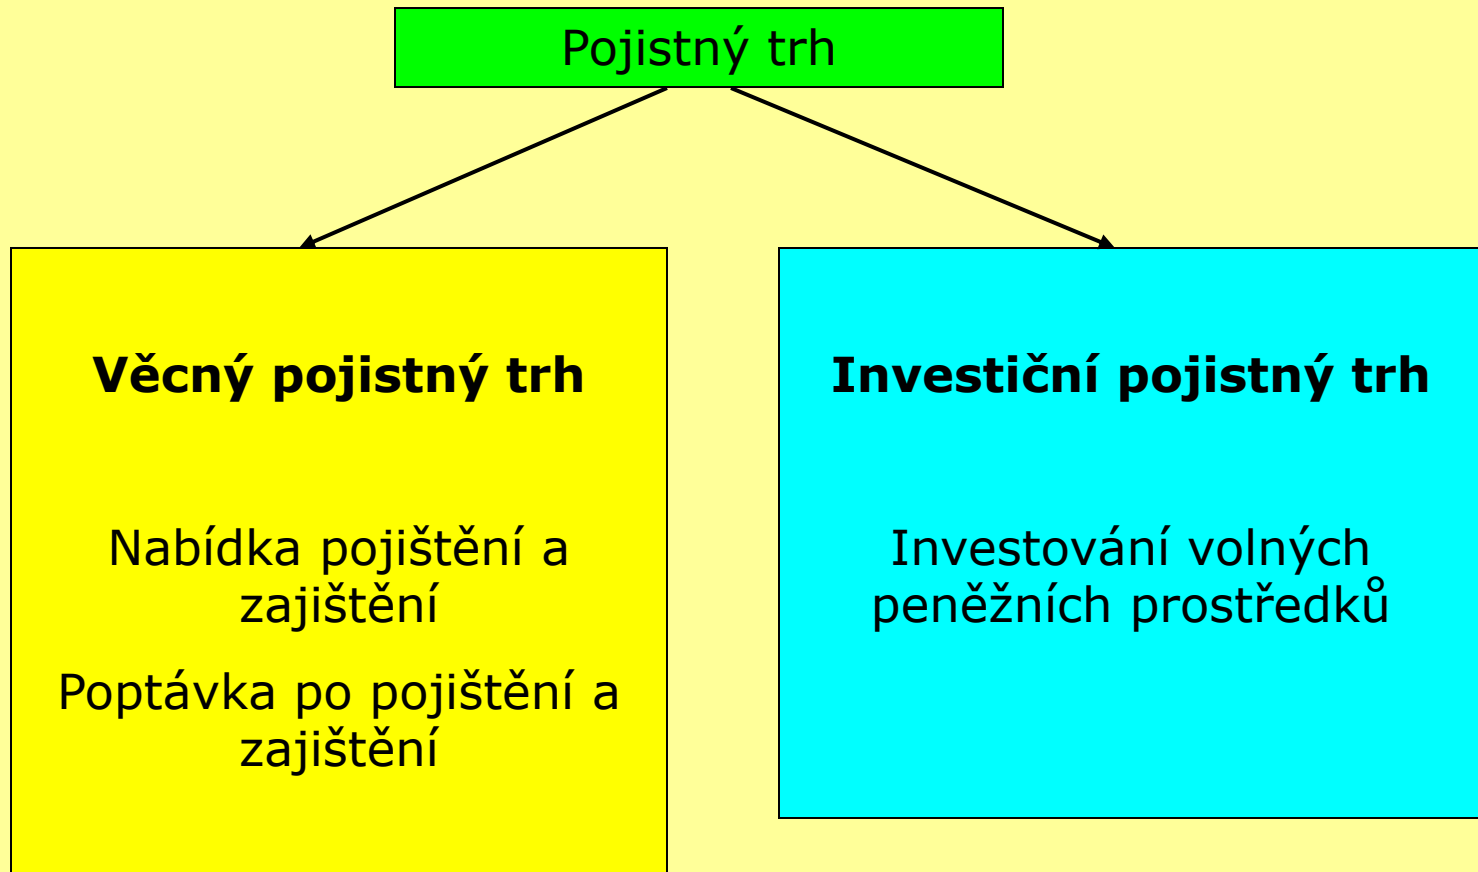 Pojistný trh
Věcný pojistný trh
Nabídka pojištění a
zajištění
Poptávka po pojištění a
zajištění
Investiční pojistný trh
Investování volných
peněžních prostředků